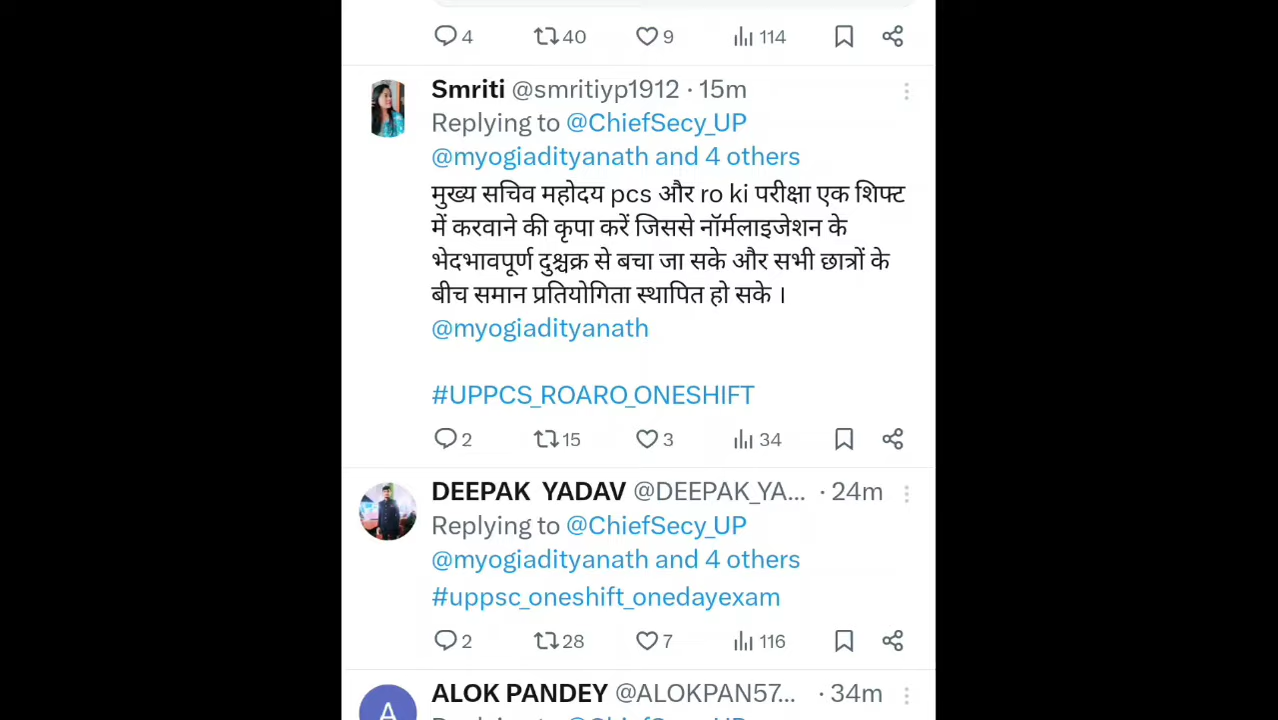 4 40 9 114
Smriti @smritiyp1912 · 15m
Replying to @ChiefSecy_UP
@myogiadityanath and 4 others
मुख्य सचिव महोदय pcs और ro ki परीक्षा एक शिफ्ट
में करवाने की कृपा करें जिससे नॉर्मलाइजेशन के
भेदभावपूर्ण दुश्चक्र से बचा जा सके और सभी छात्रों के
बीच समान प्रतियोगिता स्थापित हो सके ।
@myogiadityanath
#UPPCS_ROARO_ONESHIFT
2 15 3 34
DEEPAK YADAV @DEEPAK_YA... · 24m
Replying to @ChiefSecy_UP
@myogiadityanath and 4 others
#uppsc_oneshift_onedayexam
2 28 7 116
A
ALOK PANDEY @ALOKPAN57... · 34m